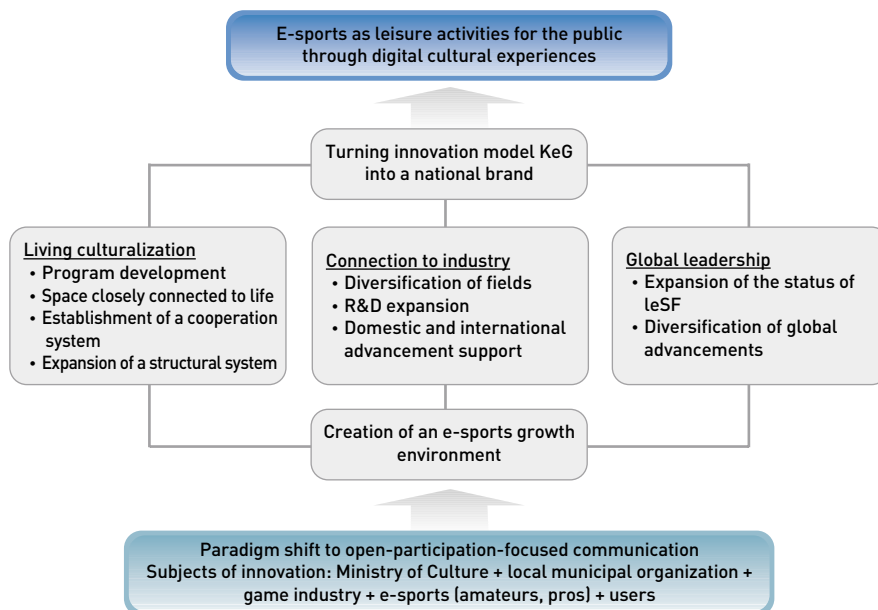 E-sports as leisure activities for the public
through digital cultural experiences
Turning innovation model KeG
into a national brand
Living culturalization
• Program development
• Space closely connected to life
• Establishment of a cooperation
system
• Expansion of a structural system
Connection to industry
• Diversification of fields
• R&D expansion
• Domestic and international
advancement support
Global leadership
• Expansion of the status of
leSF
• Diversification of global
advancements
Creation of an e-sports growth
environment
Paradigm shift to open-participation-focused communication
Subjects of innovation: Ministry of Culture + local municipal organization +
game industry + e-sports (amateurs, pros) + users